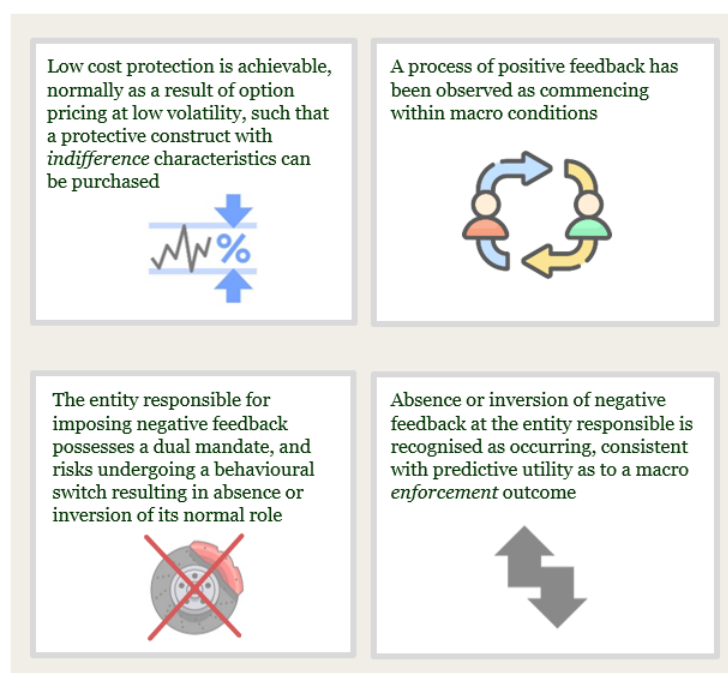 Low cost protection is achievable,
normally as a result of option
pricing at low volatility, such that
a protective construct with
indifference characteristics can
be purchased
%
A process of positive feedback has
been observed as commencing
within macro conditions
The entity responsible for
imposing negative feedback
possesses a dual mandate, and
risks undergoing a behavioural
switch resulting in absence or
inversion of its normal role
Absence or inversion of negative
feedback at the entity responsible is
recognised as occurring, consistent
with predictive utility as to a macro
enforcement outcome